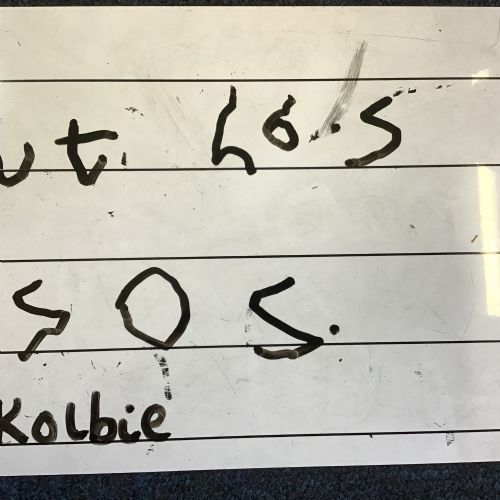 ut ho.s
s o s.
Kolbie